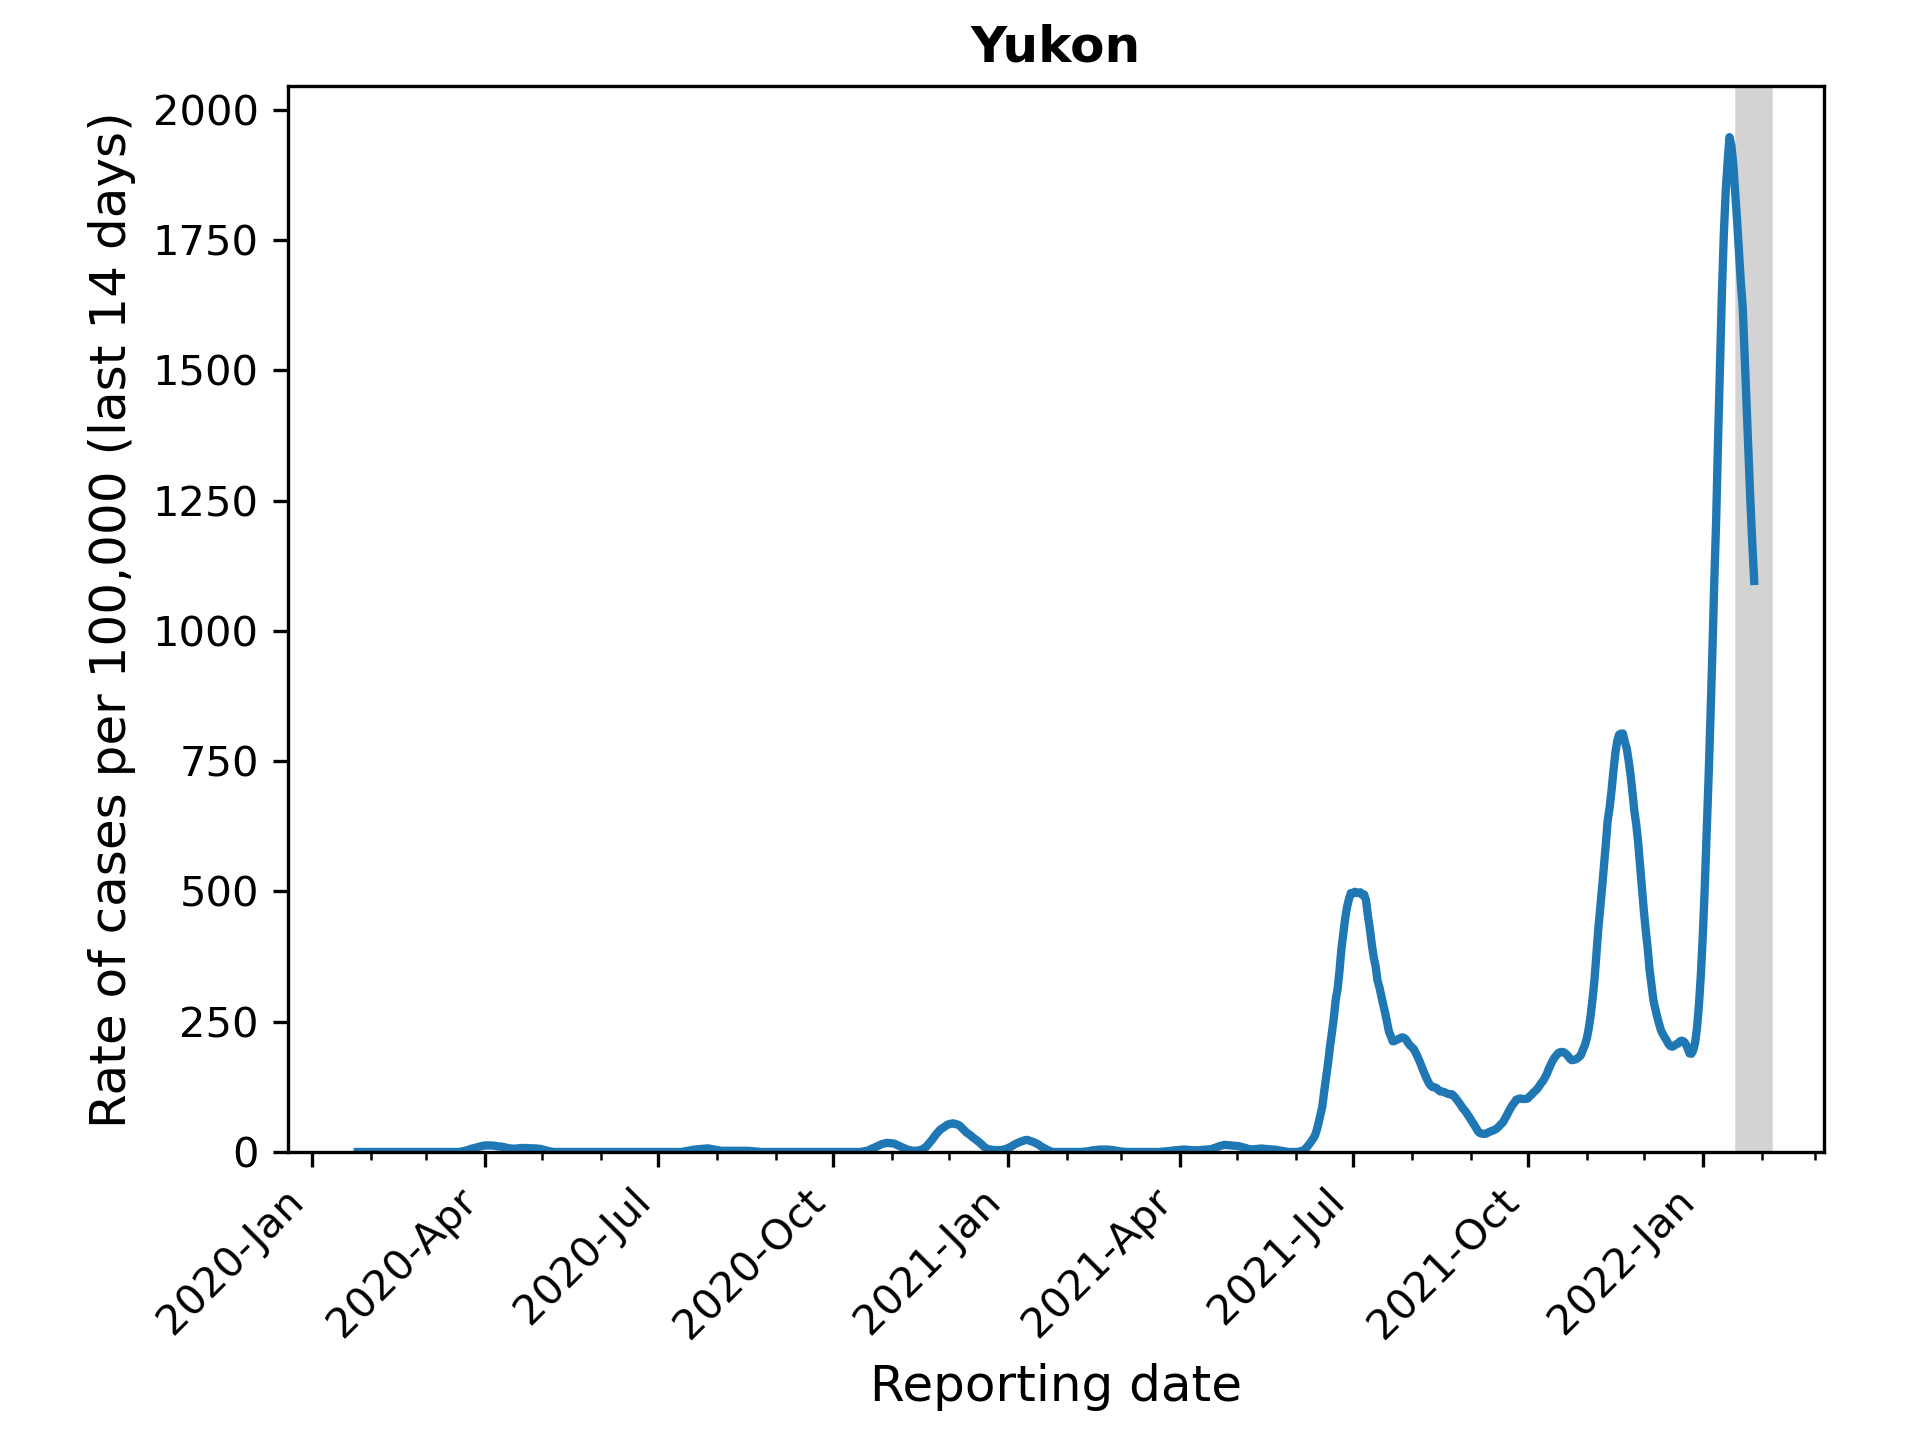 Yukon
Rate of cases per 100,000 (last 14 days)
2000
1750
1500
1250
1000
750
500
250
0
2020-Jan
2020-Apr
2020-Jul
2020-Oct
2021-Jan
2021-Apr
2021-Jul
2021-Oct
2022-Jan
Reporting date